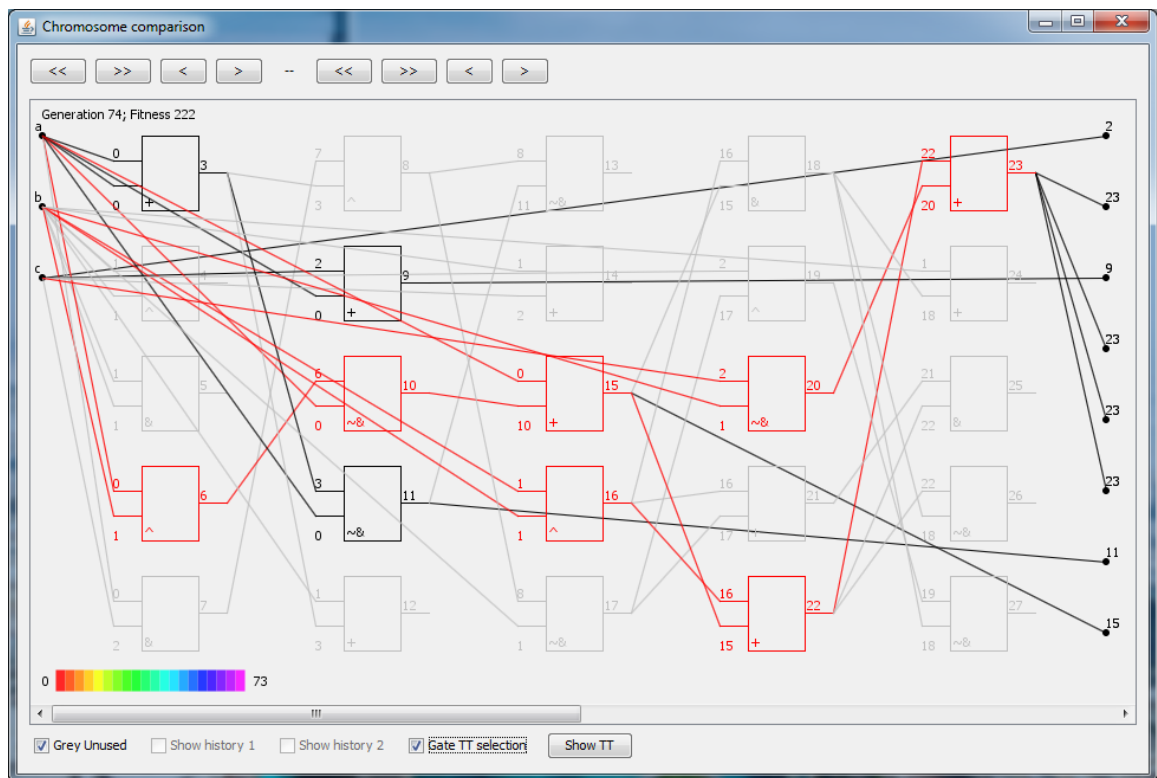 Chromosome comparison
<< >> < > -- << >> < >
Generation 74; Fitness 222
a
b
c
0 3 0 +
7 8 3 ^
8 13 11 ~&
16 18 15 &
22 23 20 +
2
23
1 4 1 ^
2 9 0 +
1 14 2 +
2 19 17 ^
1 24 18 +
9
23
1 5 1 &
6 10 0 ~&
0 15 10 +
2 20 1 ~&
21 25 22 &
23
0 6 1 ^
3 11 0 ~&
1 16 1 ^
16 21 17
22 26 18 ~&
23
11
0 7 2 &
1 12 3 +
8 17 1 ~&
16 22 15 +
19 27 18 ~&
15
0 73
Grey Unused Show history 1 Show history 2 Gate TT selection Show TT